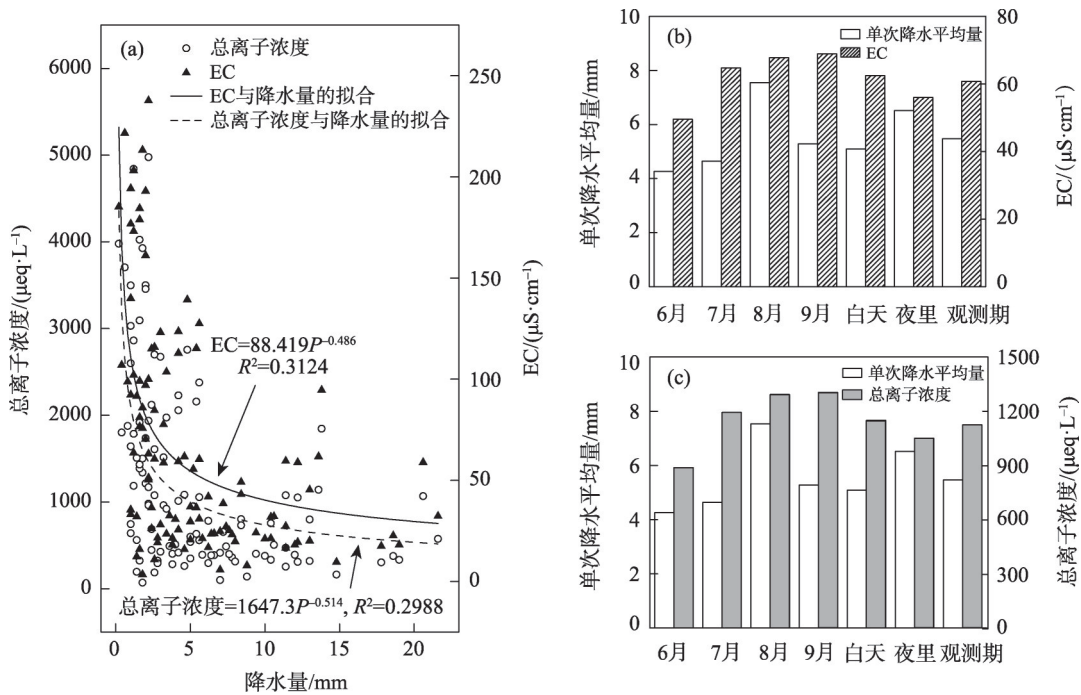 (a)
总离子浓度
EC
EC与降水量的拟合
总离子浓度与降水量的拟合
6000
5000
4000
3000
2000
1000
0
总离子浓度/(μeq·L⁻¹)
250
200
150
100
50
0
EC/(μS·cm⁻¹)
EC=88.419P⁻⁰·⁴⁸⁶
R²=0.3124
总离子浓度=1647.3P⁻⁰·⁵¹⁴, R²=0.2988
0 5 10 15 20
降水量/mm
(b)
单次降水平均量
EC
10
8
6
4
2
0
单次降水平均量/mm
80
60
40
20
0
EC/(μS·cm⁻¹)
6月 7月 8月 9月 白天 夜里 观测期
(c)
单次降水平均量
总离子浓度
10
8
6
4
2
0
单次降水平均量/mm
1500
1200
900
600
300
0
总离子浓度/(μeq·L⁻¹)
6月 7月 8月 9月 白天 夜里 观测期